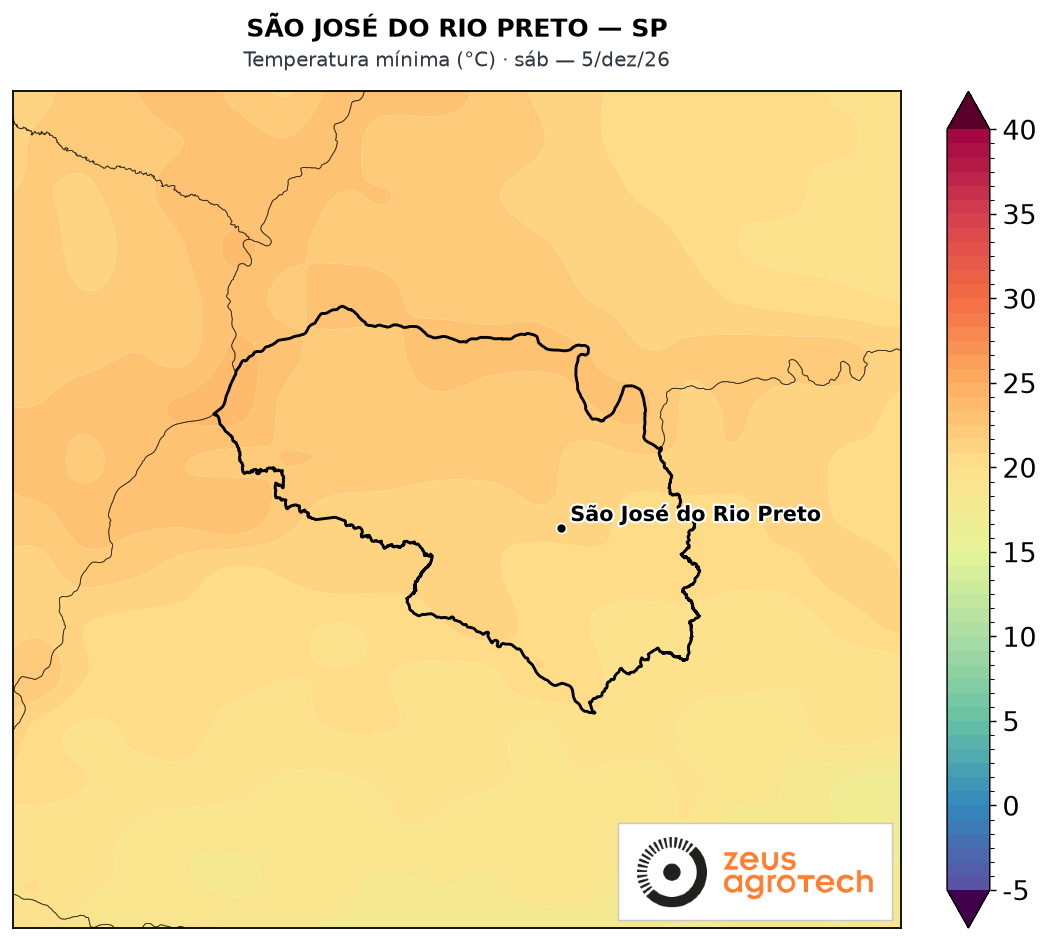 SÃO JOSÉ DO RIO PRETO — SP
Temperatura mínima (°C) · sáb — 5/dez/26
40
35
30
25
20
15
10
5
0
-5
São José do Rio Preto
zeus
agrotech